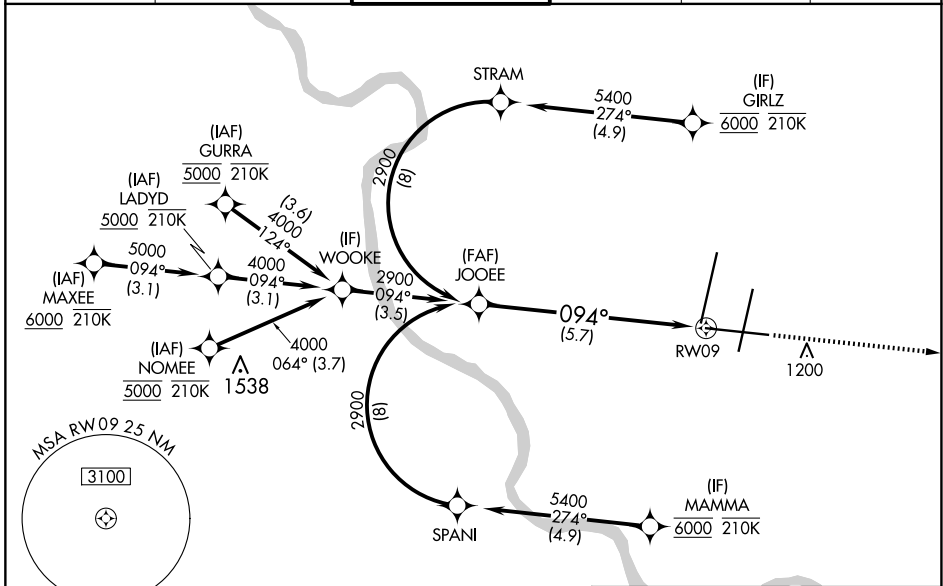 STRAM
5400
274°
(4.9)
(IF)
GIRLZ
6000 210K
(IAF)
GURRA
5000 210K
(IAF)
LADYD
5000 210K
(3.6)
4000
124°
2900
(8)
(IF)
WOOKE
(FAF)
JOOEE
5000
094°
(3.1)
4000
094°
(3.1)
2900
094°
(3.5)
094°
(5.7)
RW09
1200
(IAF)
MAXEE
6000 210K
(IAF)
NOMEE
5000 210K
4000
064° (3.7)
1538
2900
(8)
MSA RW09 25 NM
3100
SPANI
5400
274°
(4.9)
(IF)
MAMMA
6000 210K